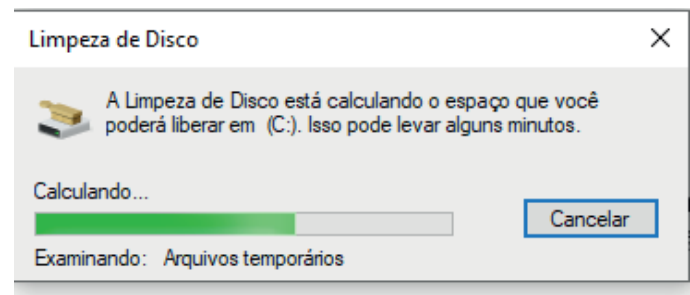 Limpeza de Disco
A Limpeza de Disco está calculando o espaço que você
poderá liberar em (C:). Isso pode levar alguns minutos.
Calculando...
Cancelar
Examinando: Arquivos temporários